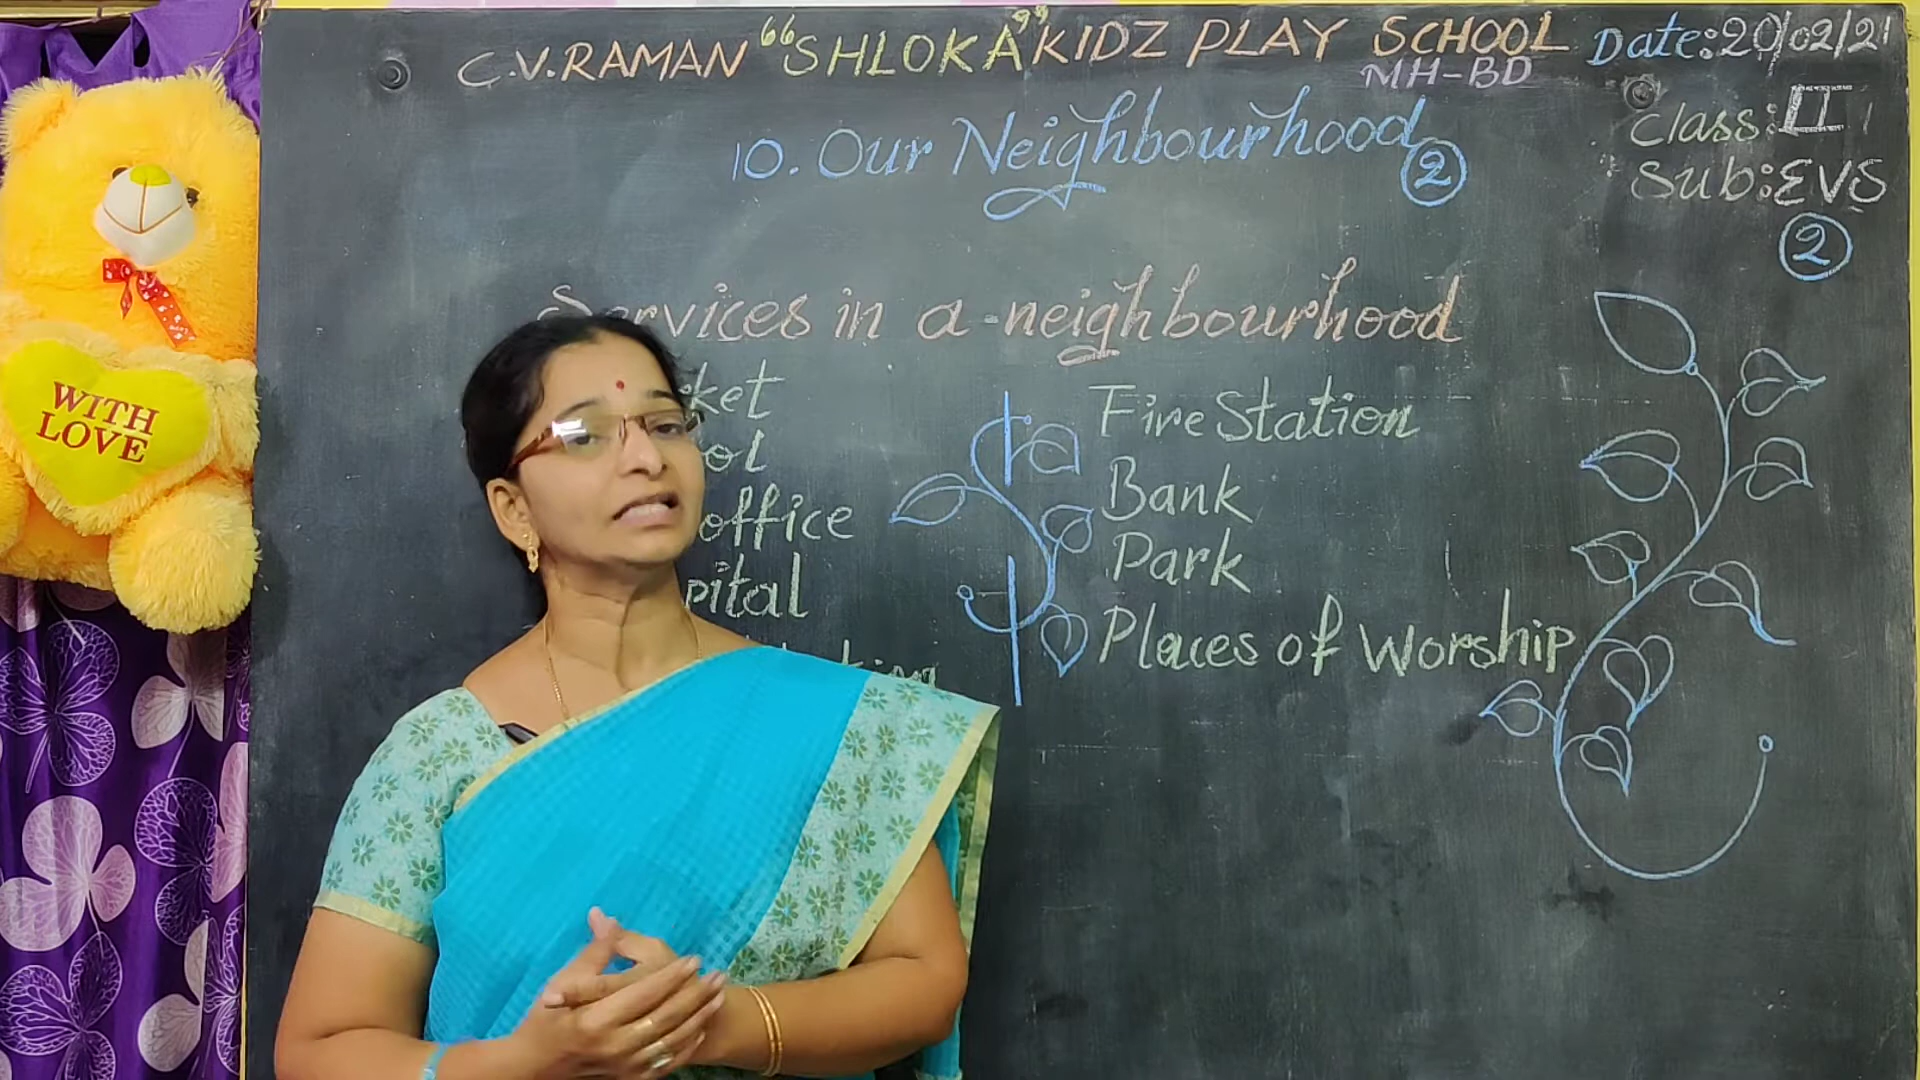 C.V.RAMAN "SHLOKA" KIDZ PLAY SCHOOL
MH-BD
Date: 20/02/21
Class: II
Sub: EVS
2
10. Our Neighbourhood 2
Services in a neighbourhood
ket
ol
office
pital
Fire Station
Bank
Park
Places of Worship
WITH
LOVE